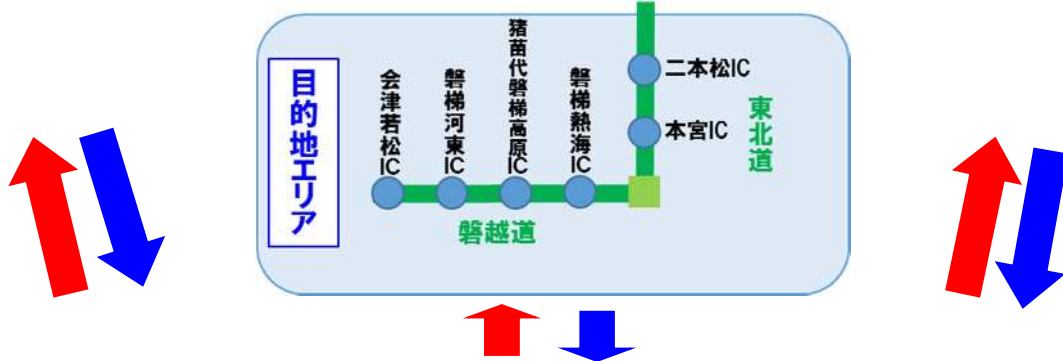 目的地エリア
会津若松IC
磐梯河東IC
猪苗代磐梯高原IC
磐梯熱海IC
二本松IC
本宮IC
東北道
磐越道